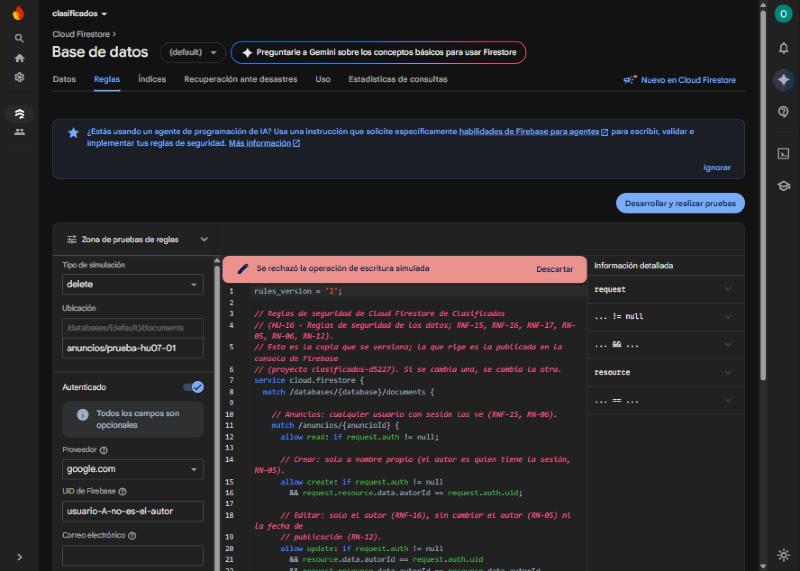 clasificados
Cloud Firestore >
Base de datos
(default)
Preguntarle a Gemini sobre los conceptos básicos para usar Firestore
Datos
Reglas
Índices
Recuperación ante desastres
Uso
Estadísticas de consultas
Nuevo en Cloud Firestore
¿Estás usando un agente de programación de IA? Usa una instrucción que solicite específicamente habilidades de Firebase para agentes para escribir, validar e
implementar tus reglas de seguridad. Más información
Ignorar
Desarrollar y realizar pruebas
Zona de pruebas de reglas
Tipo de simulación
delete
Ubicación
/databases/(default)/documents
anuncios/prueba-hu07-01
Autenticado
Todos los campos son
opcionales
Proveedor
google.com
UID de Firebase
usuario-A-no-es-el-autor
Correo electrónico
Se rechazó la operación de escritura simulada
Descartar
1 rules_version = '2';
2
3 // Reglas de seguridad de Cloud Firestore de Clasificados
4 // (HU-16 · Reglas de seguridad de los datos; RNF-15, RNF-16, RNF-17, RN-
05, RN-06, RN-12).
5 // Esta es la copia que se versiona; la que rige es la publicada en la
consola de Firebase
6 // (proyecto clasificados-d5227). Si se cambia una, se cambia la otra.
7 service cloud.firestore {
8 match /databases/{database}/documents {
9
10 // Anuncios: cualquier usuario con sesión los ve (RNF-15, RN-06).
11 match /anuncios/{anuncioId} {
12 allow read: if request.auth != null;
13
14 // Crear: solo a nombre propio (el autor es quien tiene la sesión,
RN-05).
15 allow create: if request.auth != null
16 && request.resource.data.autorId == request.auth.uid;
17
18 // Editar: solo el autor (RNF-16), sin cambiar el autor (RN-05) ni
la fecha de
19 // publicación (RN-12).
20 allow update: if request.auth != null
21 && resource.data.autorId == request.auth.uid
22 && request.resource.data.autorId == resource.data.autorId
Información detallada
request
... != null
... && ...
resource
... == ...
O